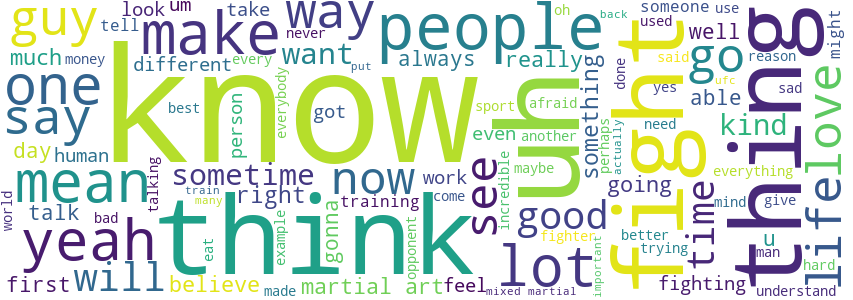 guy
um
look
tell
way
take
never
people
oh
back
someone
use
used
well
might
make
much
money
different
every
want
always
really
said
go
reason
thing
one
know
put
uh
something
done
fight
yes
ufc
sad
able
say
best
person
everybody
got
sport
afraid
even
another
perhaps
actually
need
kind
love
day
human
incredible
maybe
everything
mean
talking
sometime
now
work
see
going
time
mind
give
life
right
train
many
training
come
world
talk
bad
think
eat
example
gonna
opponent
good
fighter
important
better
trying
u
man
hard
yeah
will
lot
first
believe
made
martial art
feel
mixed martial
fighting
understand